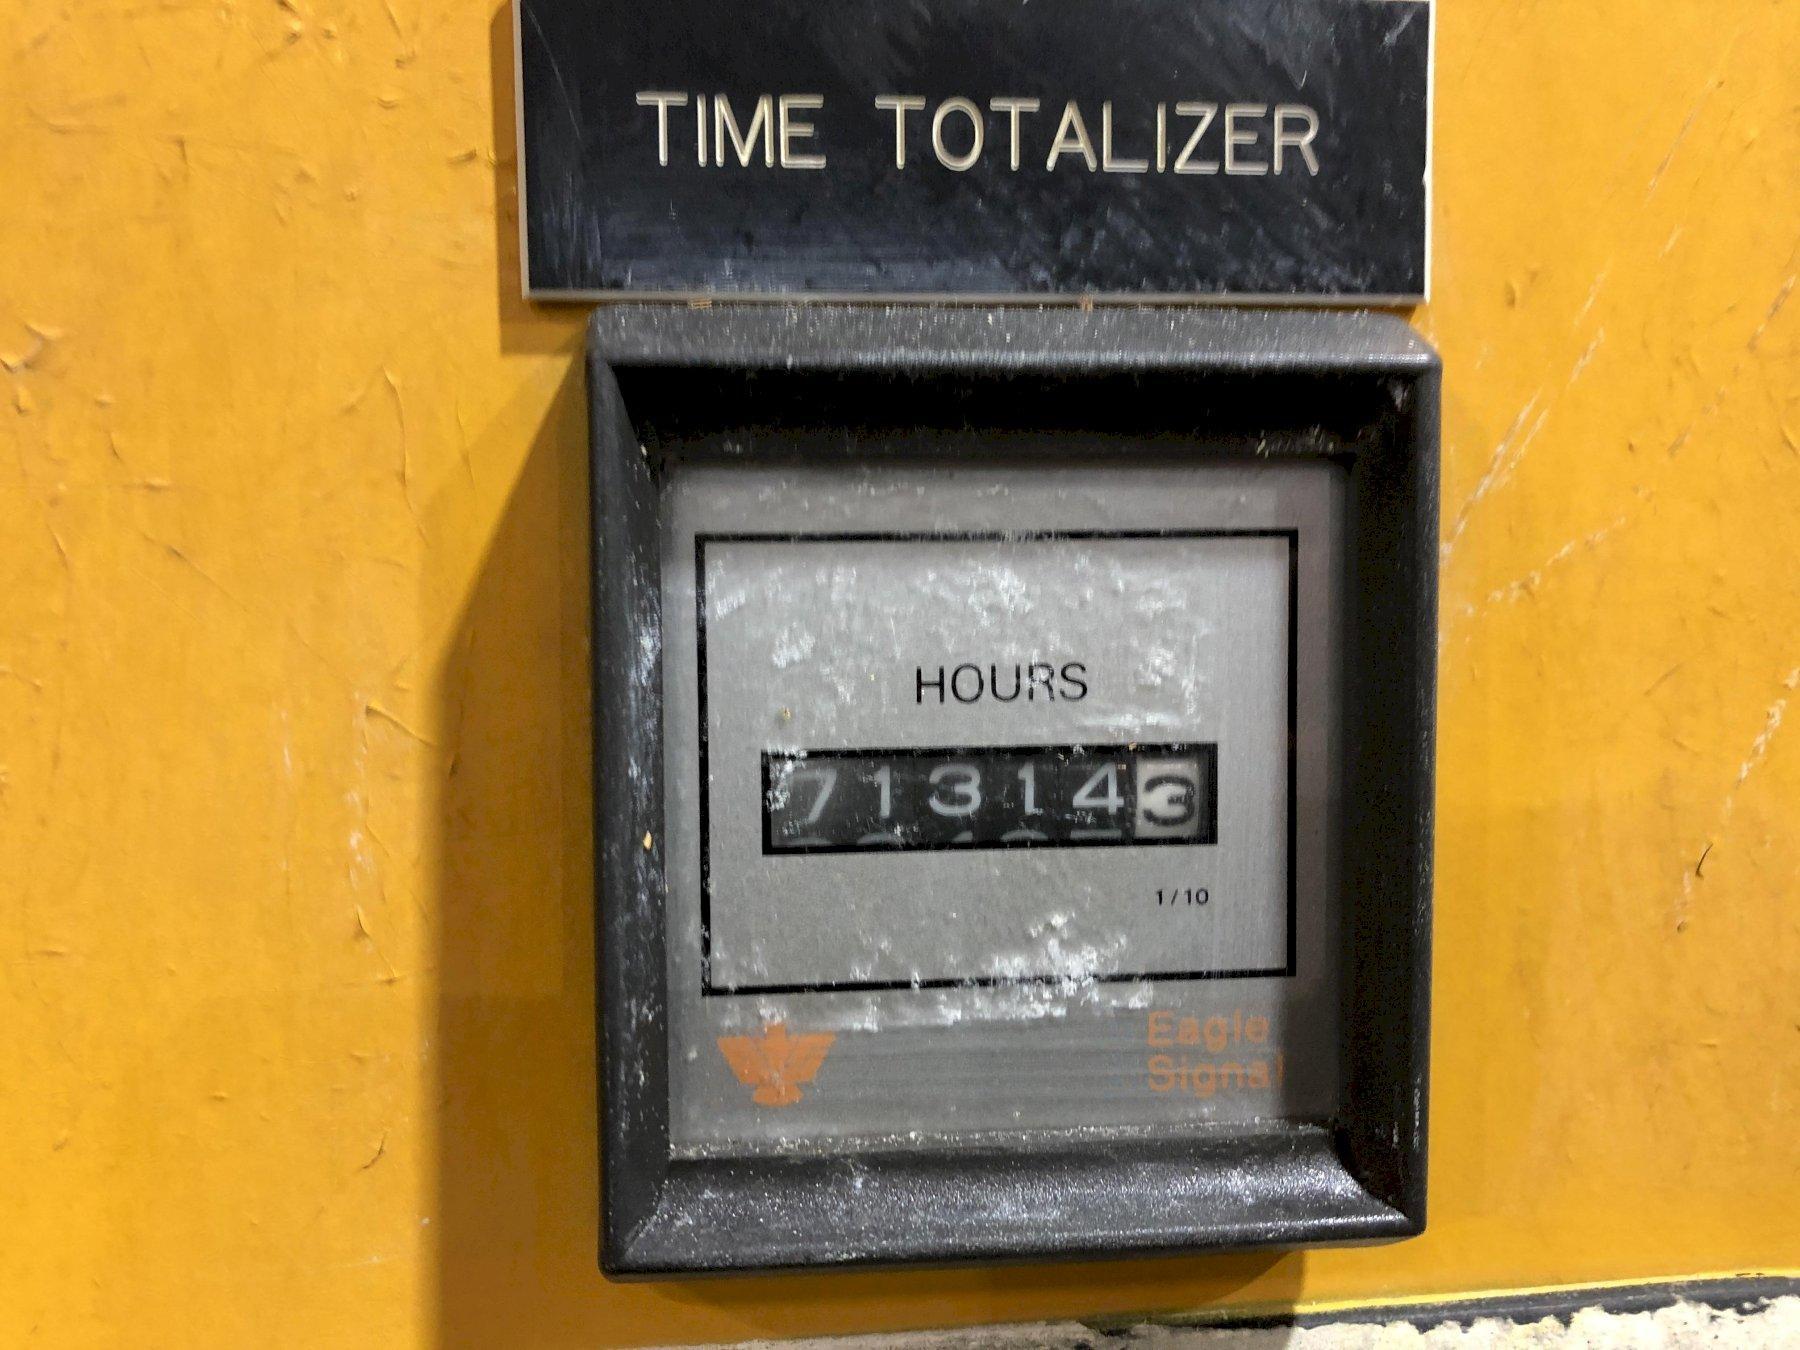 TIME TOTALIZER
HOURS
713143
1/10
Eagle
Signal